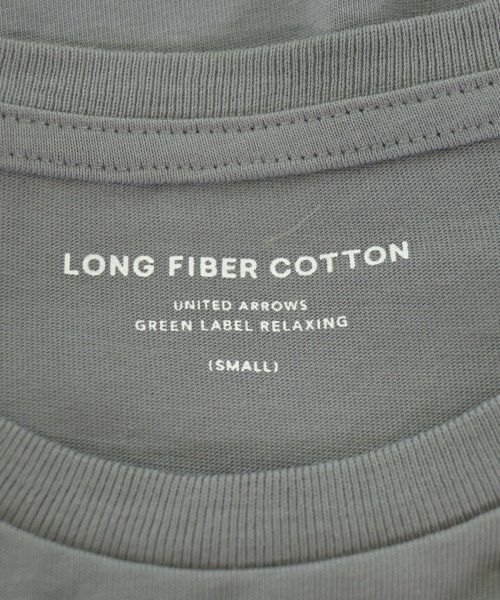 LONG FIBER COTTON
UNITED ARROWS
GREEN LABEL RELAXING
(SMALL)